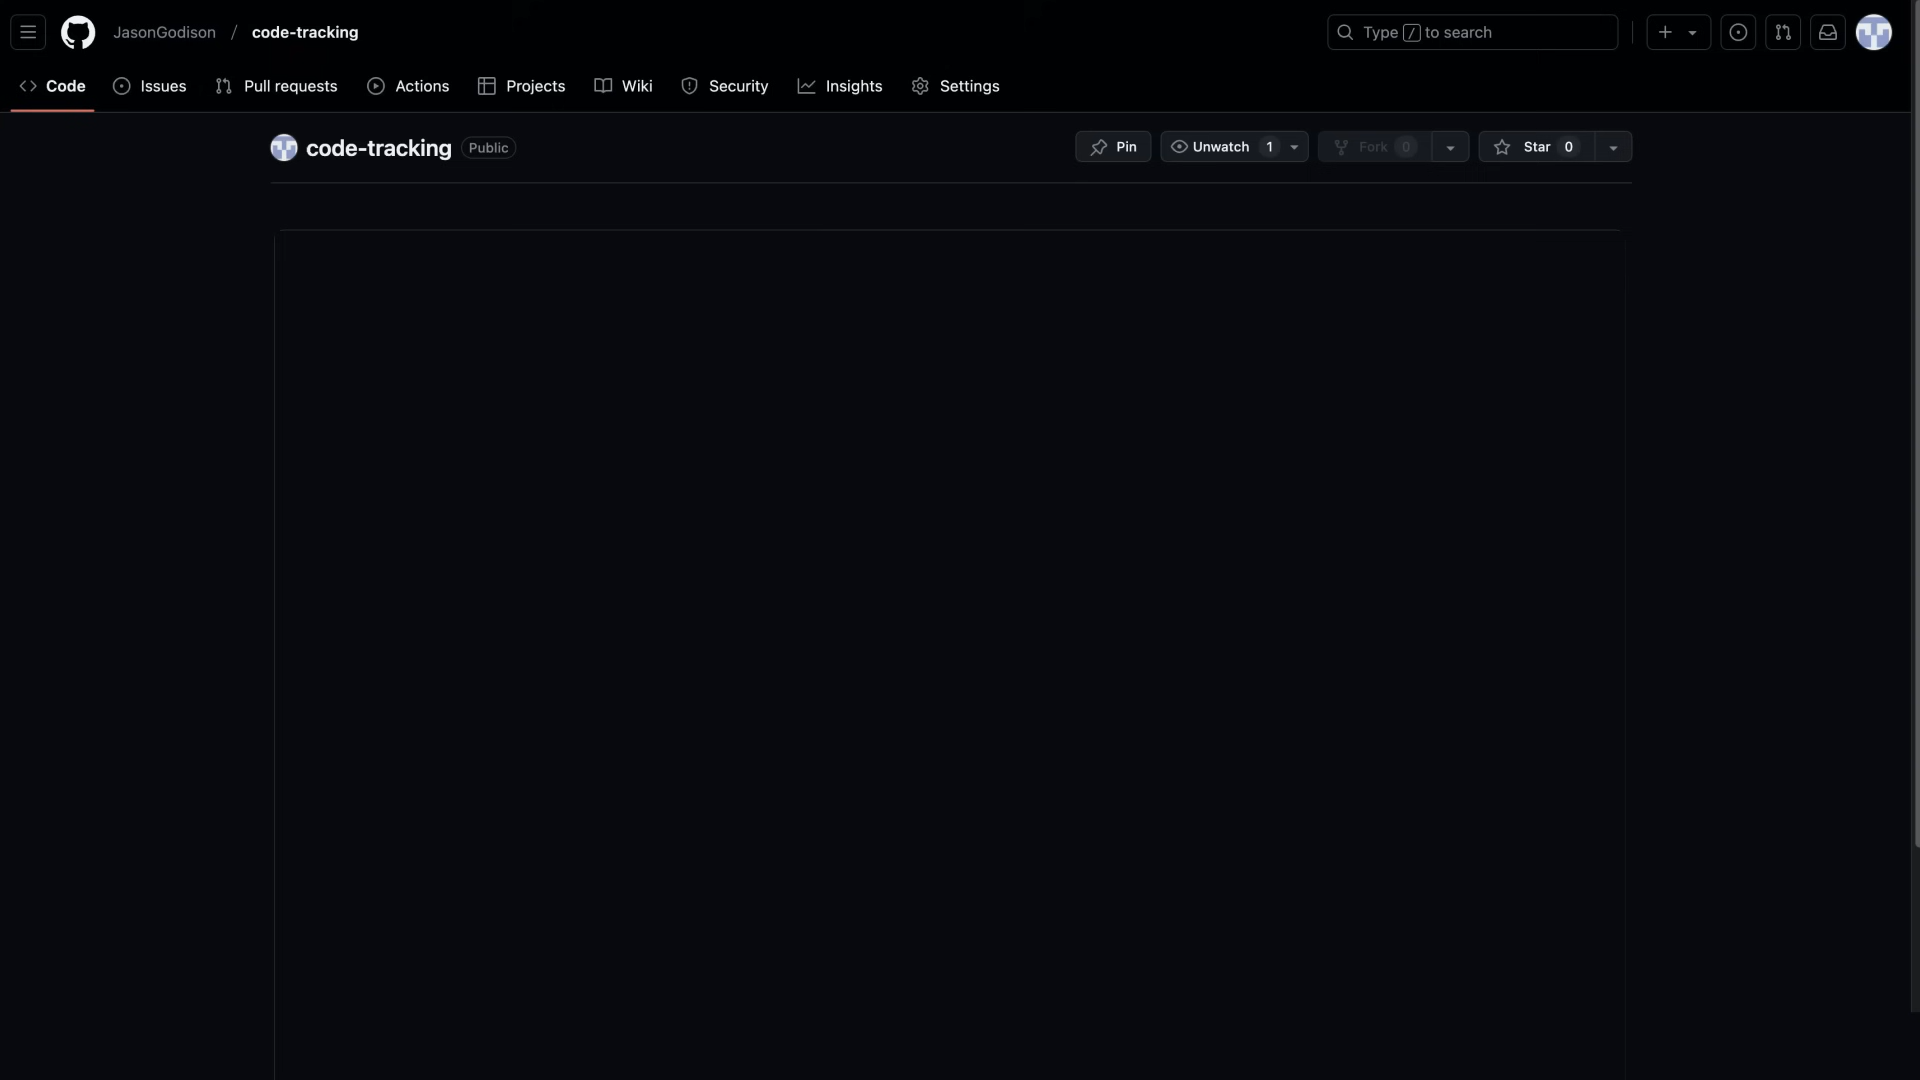 JasonGodison / code-tracking
Type / to search
Code Issues Pull requests Actions Projects Wiki Security Insights Settings
code-tracking Public
Pin Unwatch 1 Fork 0 Star 0